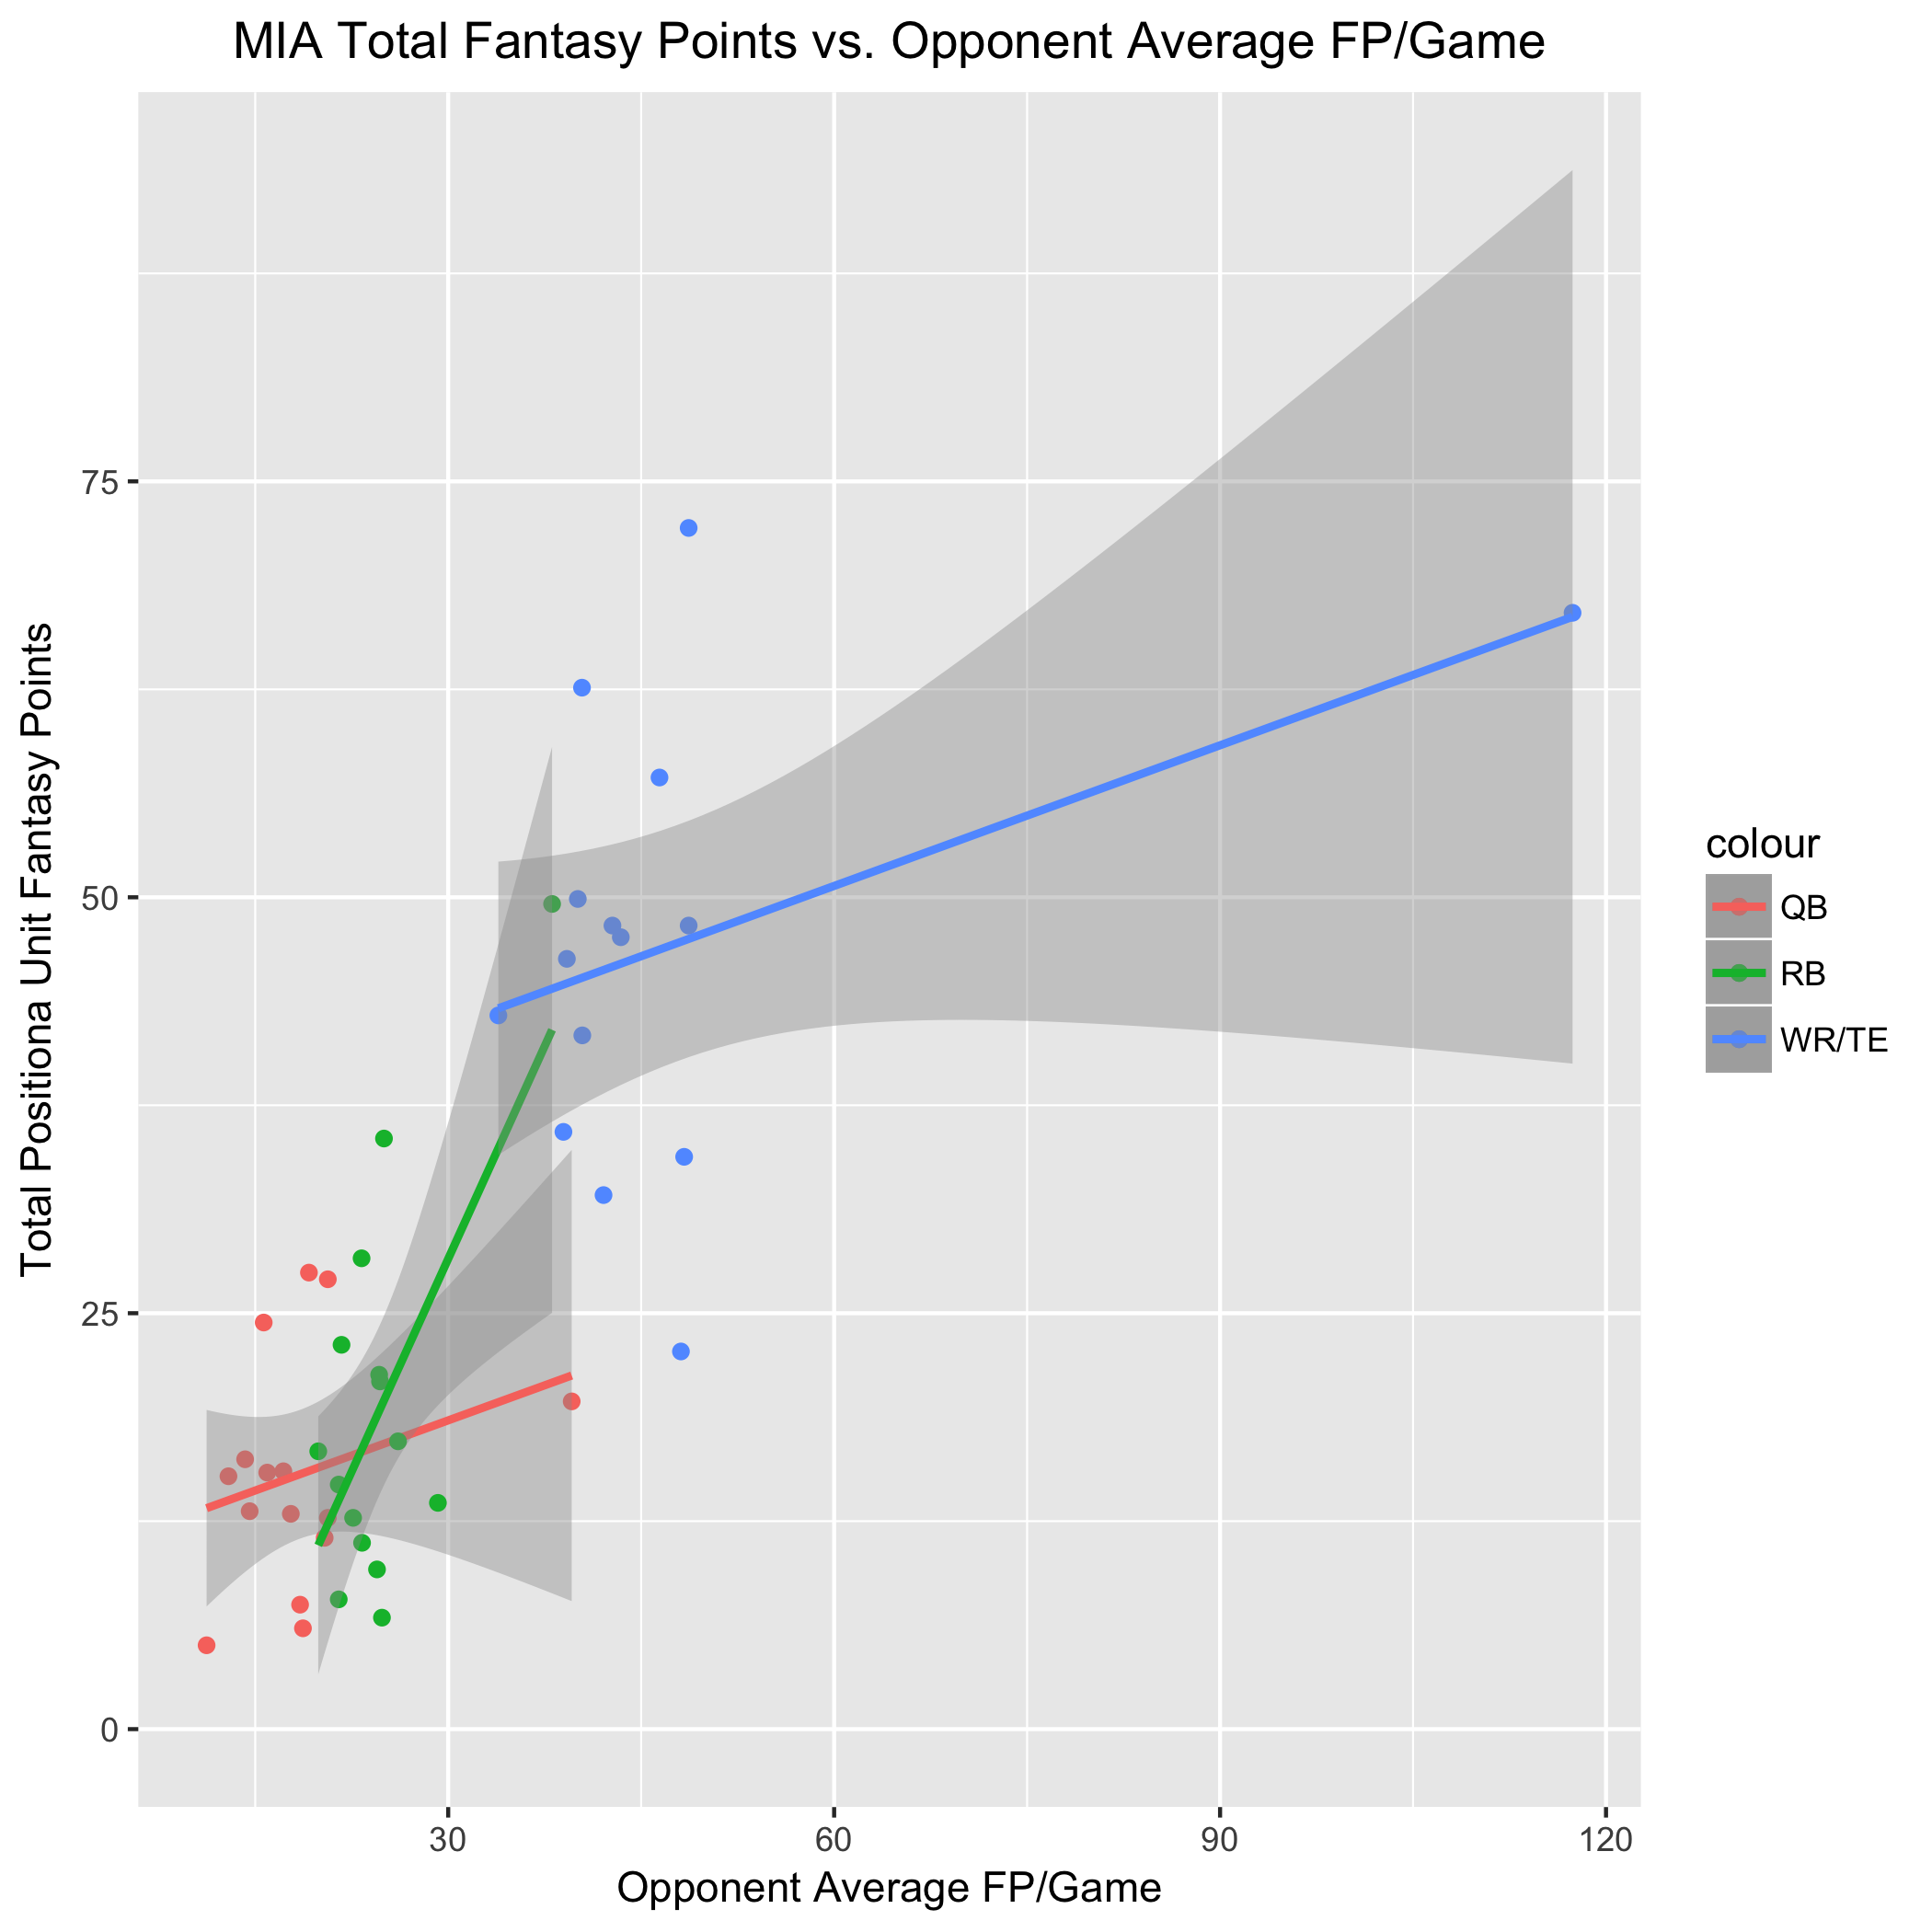 MIA Total Fantasy Points vs. Opponent Average FP/Game
Total Positiona Unit Fantasy Points
75
50
25
0
30
60
90
120
Opponent Average FP/Game
colour
QB
RB
WR/TE